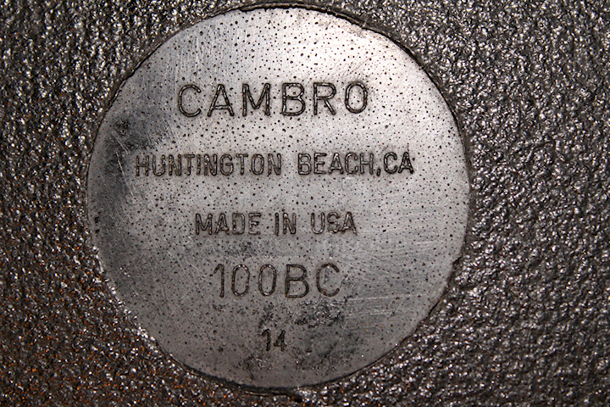 CAMBRO
HUNTINGTON BEACH,CA
MADE IN USA
100BC
14